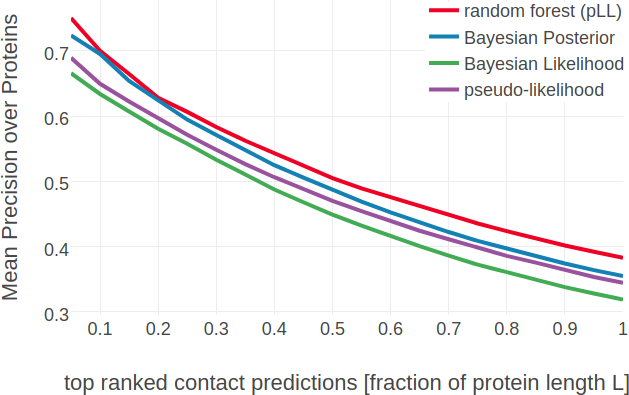 random forest (pLL)
Bayesian Posterior
Bayesian Likelihood
pseudo-likelihood
Mean Precision over Proteins
0.7
0.6
0.5
0.4
0.3
0.1 0.2 0.3 0.4 0.5 0.6 0.7 0.8 0.9 1
top ranked contact predictions [fraction of protein length L]